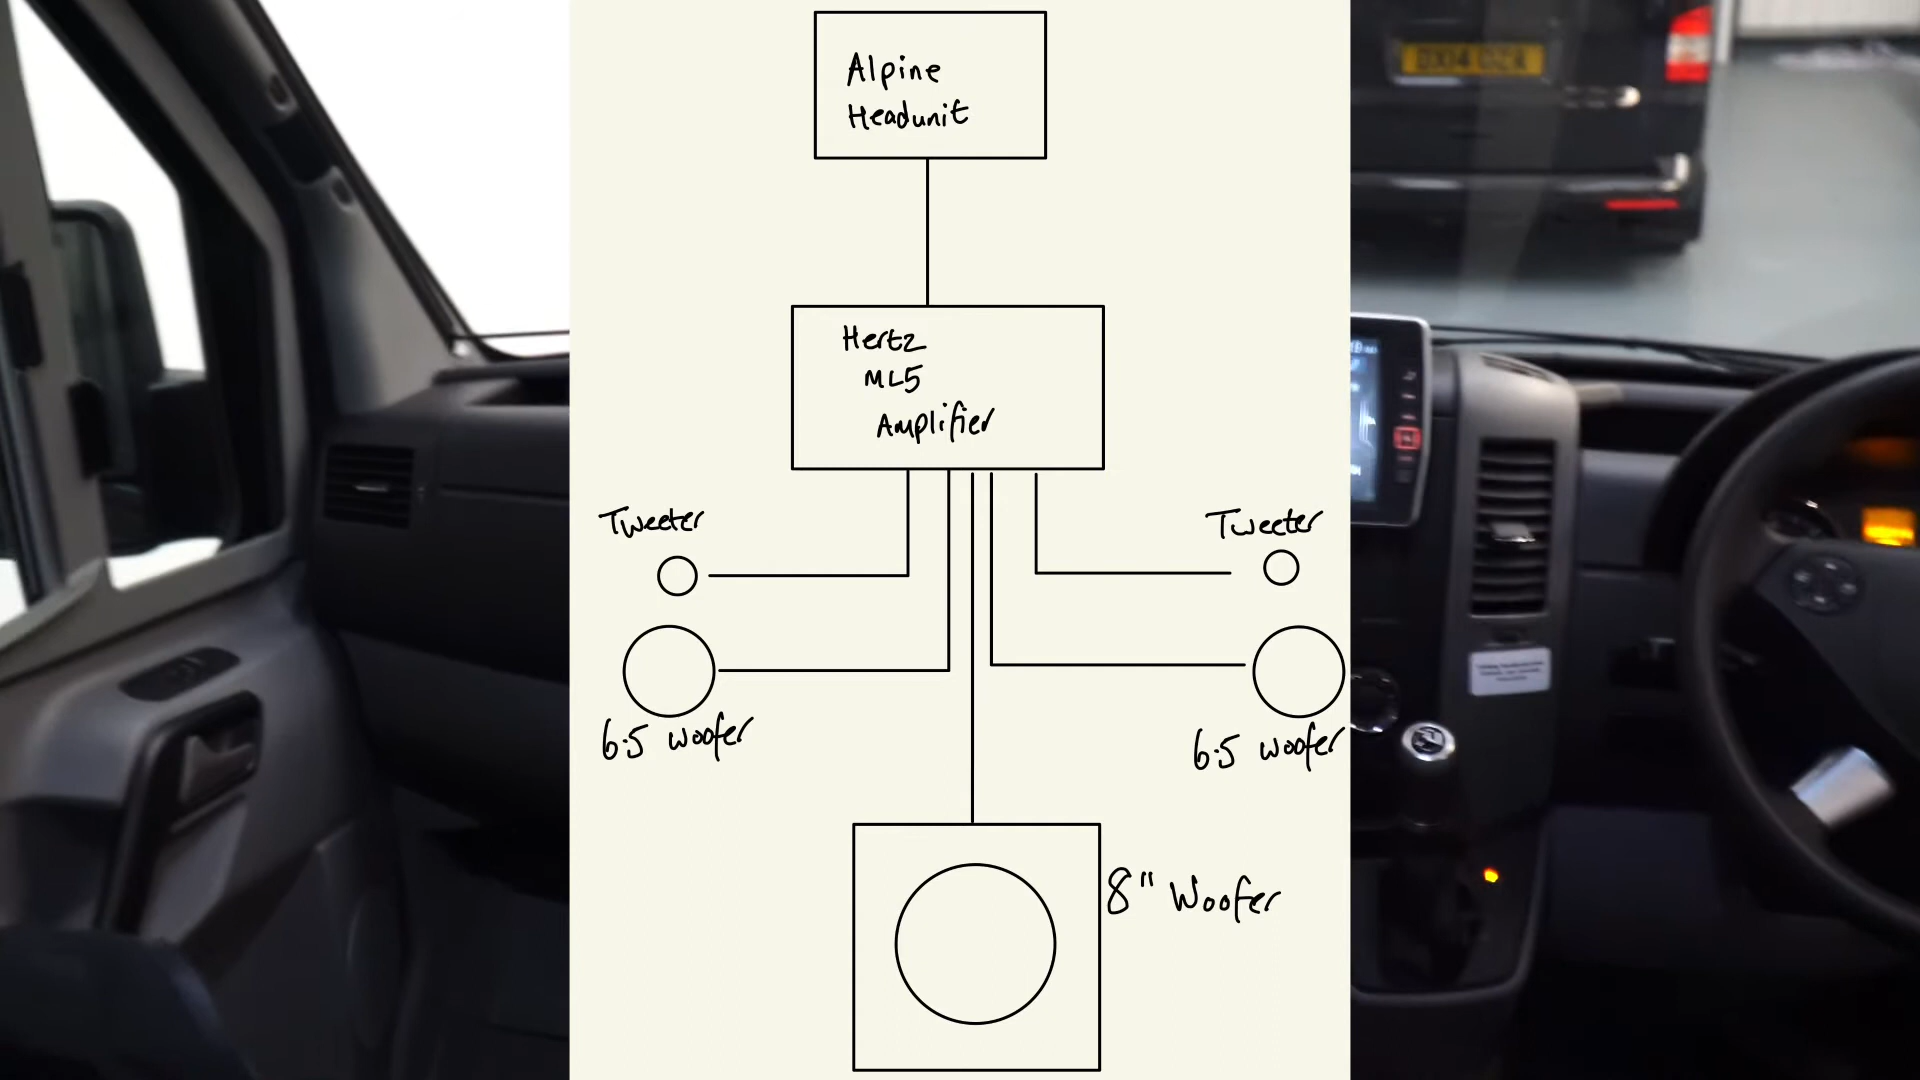 Alpine
Headunit
Hertz
ML5
Amplifier
Tweeter
Tweeter
6.5 woofer
6.5 woofer
8" Woofer